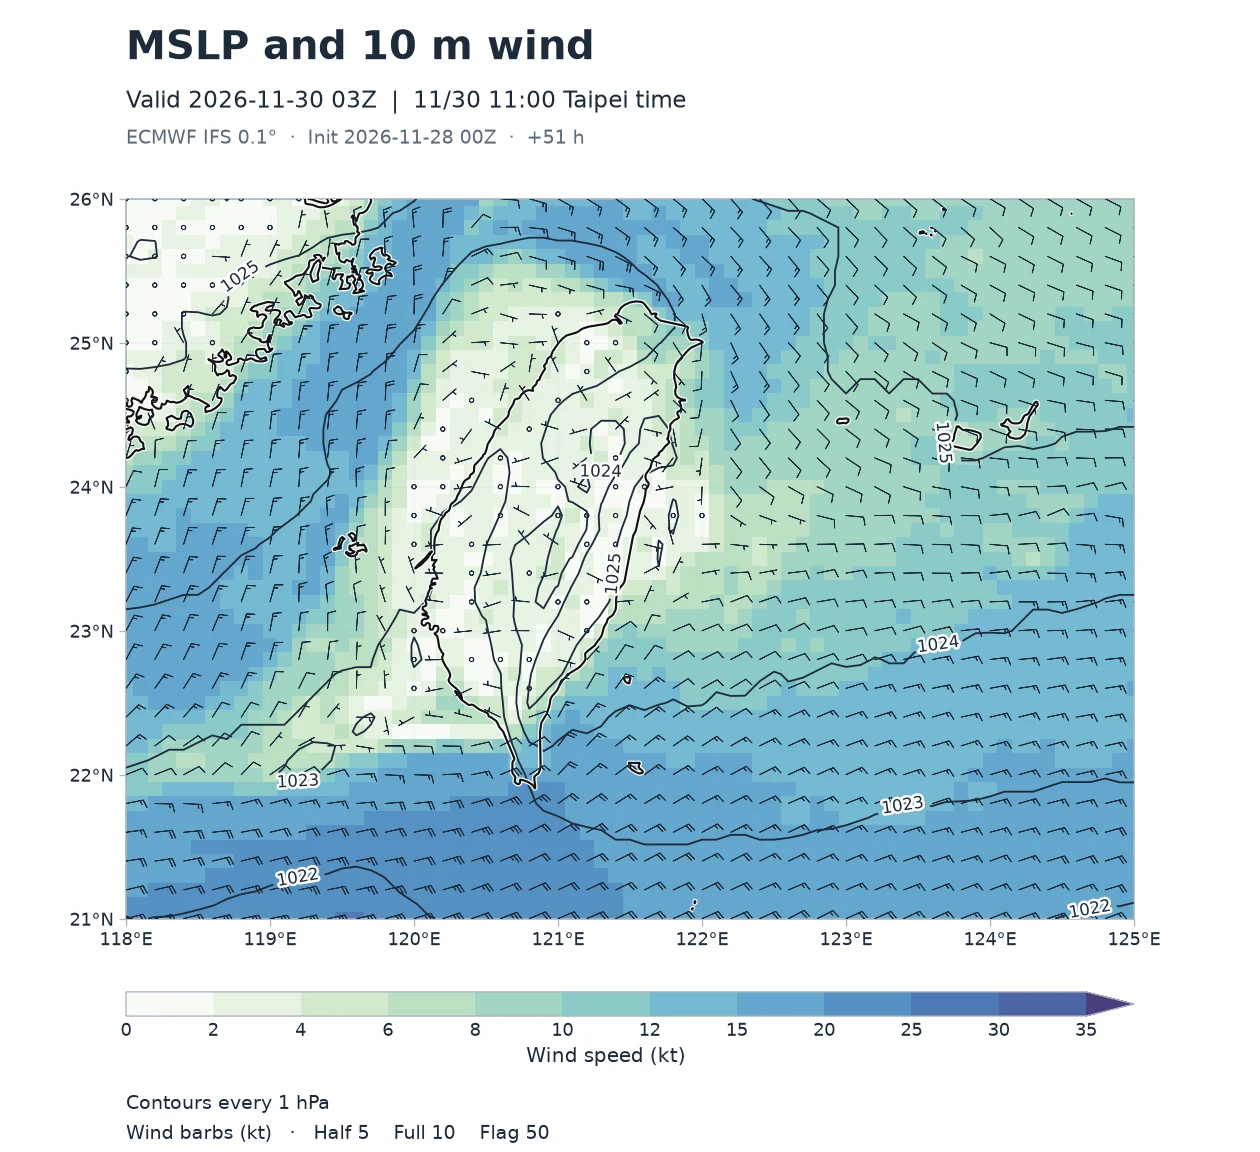 MSLP and 10 m wind
Valid 2026-11-30 03Z | 11/30 11:00 Taipei time
ECMWF IFS 0.1° · Init 2026-11-28 00Z · +51 h
26°N
25°N
24°N
23°N
22°N
21°N
1025
1024
1025
1025
1024
1023
1023
1022
1022
118°E 119°E 120°E 121°E 122°E 123°E 124°E 125°E
0 2 4 6 8 10 12 15 20 25 30 35
Wind speed (kt)
Contours every 1 hPa
Wind barbs (kt) · Half 5 Full 10 Flag 50